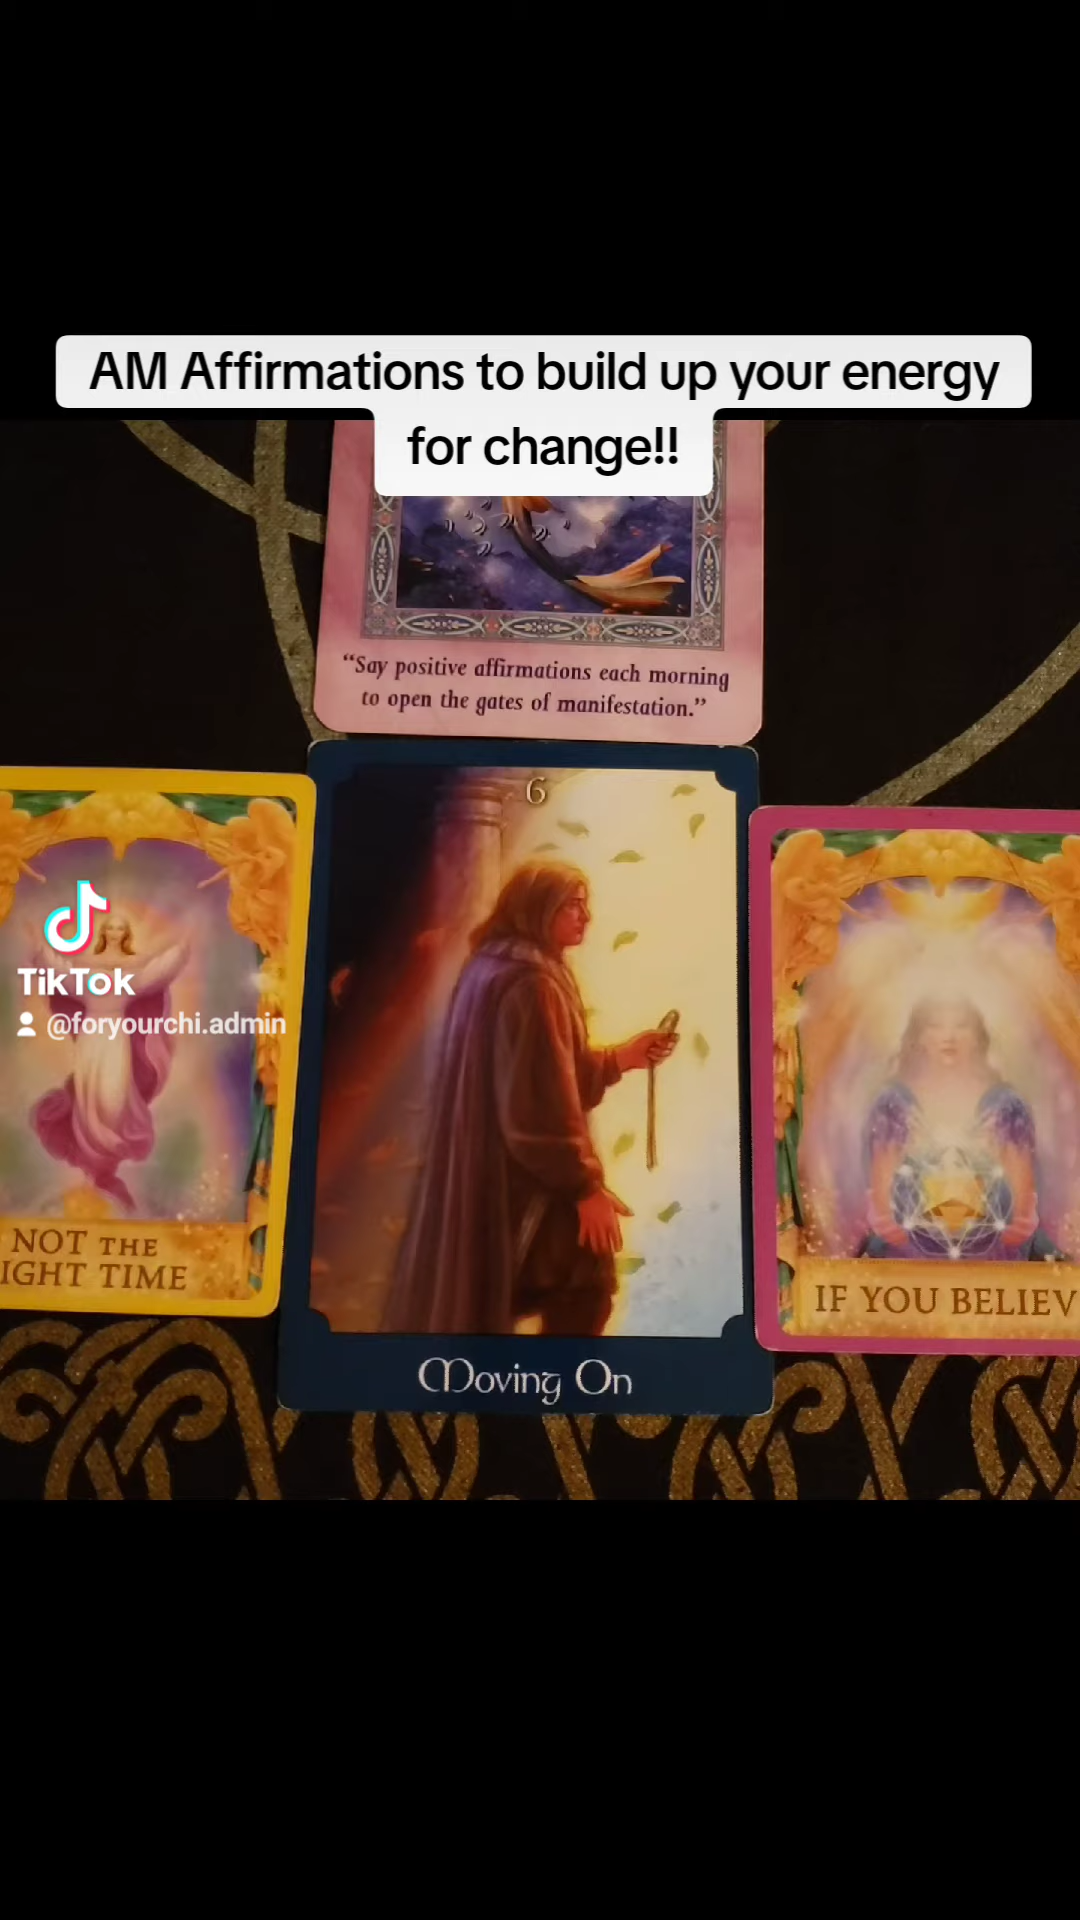 AM Affirmations to build up your energy
for change!!
“Say positive affirmations each morning
to open the gates of manifestation.”
6
TikTok
@foryourchi.admin
NOT THE
IGHT TIME
IF YOU BELIEV
Moving On